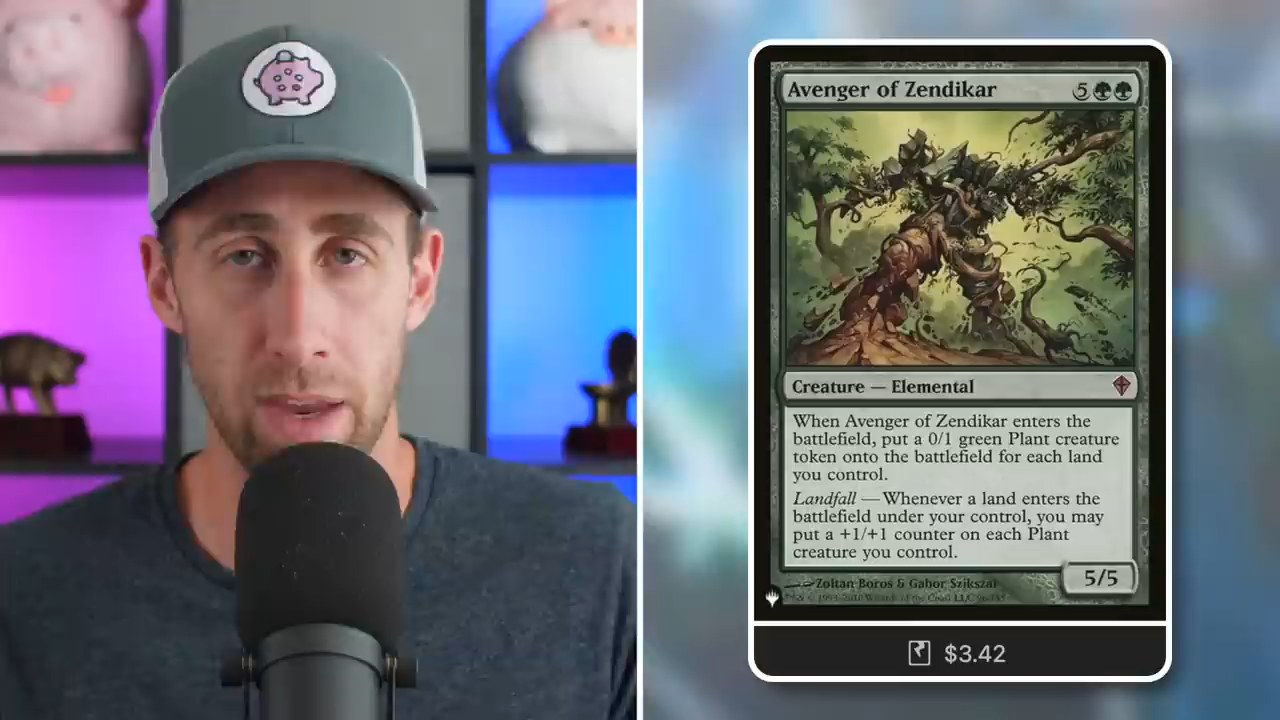 Avenger of Zendikar 5
Creature — Elemental
When Avenger of Zendikar enters the
battlefield, put a 0/1 green Plant creature
token onto the battlefield for each land
you control.
Landfall — Whenever a land enters the
battlefield under your control, you may
put a +1/+1 counter on each Plant
creature you control.
5/5
Zoltan Boros & Gabor Szikszai
$3.42